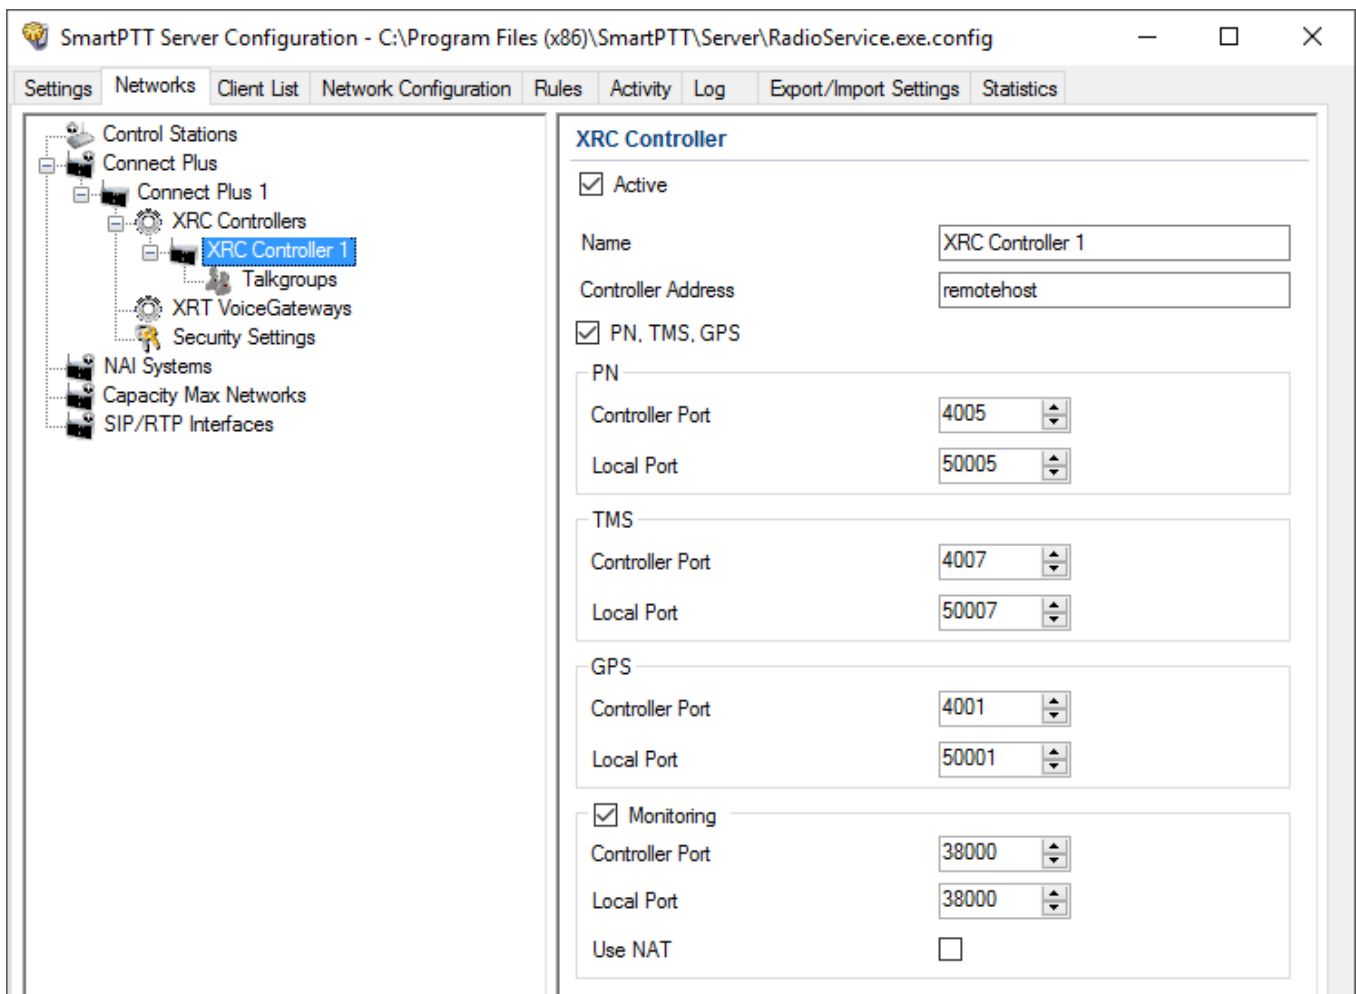 SmartPTT Server Configuration - C:\Program Files (x86)\SmartPTT\Server\RadioService.exe.config
Settings Networks Client List Network Configuration Rules Activity Log Export/Import Settings Statistics
Control Stations
Connect Plus
Connect Plus 1
XRC Controllers
XRC Controller 1
Talkgroups
XRT VoiceGateways
Security Settings
NAI Systems
Capacity Max Networks
SIP/RTP Interfaces
XRC Controller
Active
Name XRC Controller 1
Controller Address remotehost
PN, TMS, GPS
PN
Controller Port 4005
Local Port 50005
TMS
Controller Port 4007
Local Port 50007
GPS
Controller Port 4001
Local Port 50001
Monitoring
Controller Port 38000
Local Port 38000
Use NAT